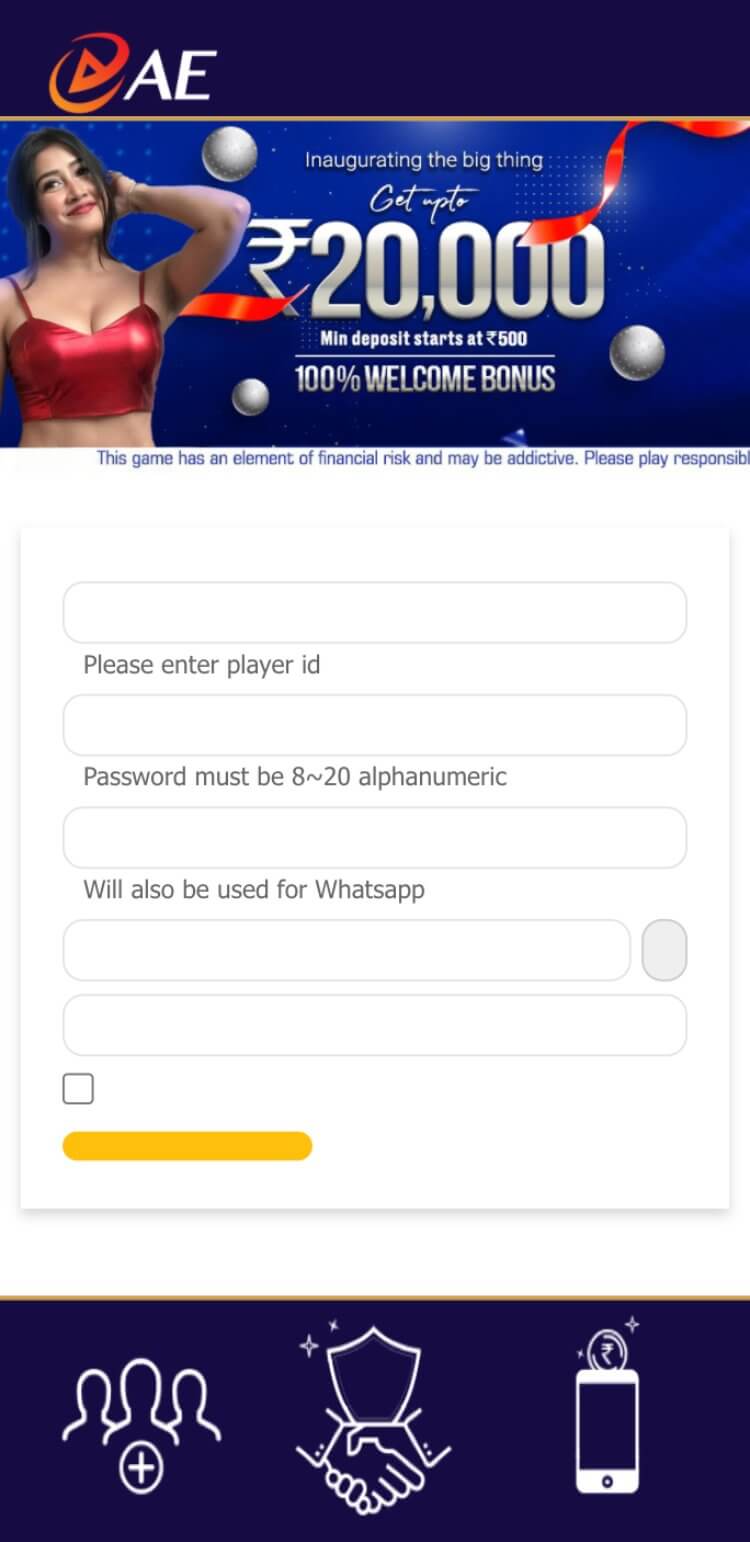 AE
Inaugurating the big thing
Get upto
₹20,000
Min deposit starts at ₹500
100% WELCOME BONUS
This game has an element of financial risk and may be addictive. Please play responsibl
Please enter player id
Password must be 8~20 alphanumeric
Will also be used for Whatsapp
₹